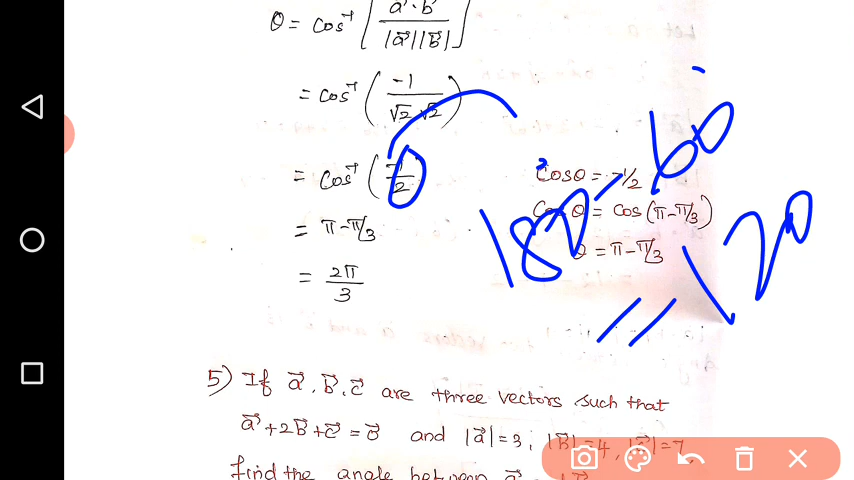 θ = cos⁻¹ [ a⃗·b⃗ / |a⃗||b⃗| ]
= cos⁻¹ ( -1 / √2 √2 )
= cos⁻¹ ( -1 / 2 )
= π-π/3
= 2π / 3
Cosθ = -1/2
Cos θ = cos(π-π/3)
θ = π-π/3
180 - 60
= 120
5) If a⃗, b⃗, c⃗ are three vectors such that
a⃗+2b⃗+c⃗ = 0⃗ and |a⃗|=3, |b⃗|=4, |c⃗|=7
find the angle between a⃗